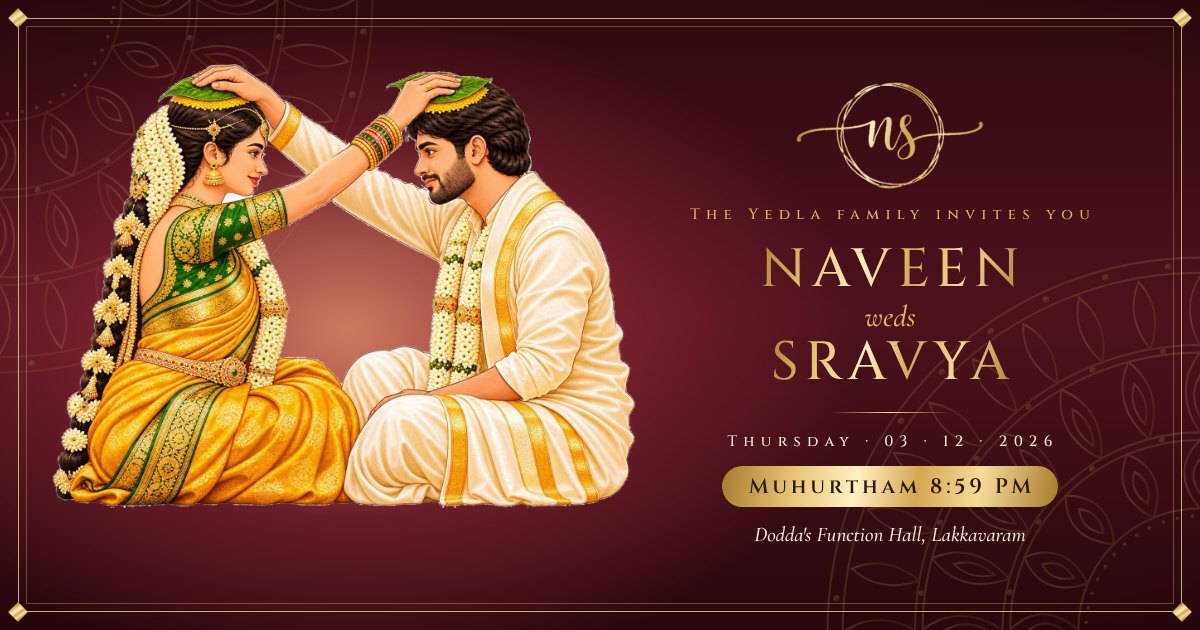 ns
The Yedla family invites you
NAVEEN
weds
SRAVYA
Thursday · 03 · 12 · 2026
Muhurtham 8:59 PM
Dodda's Function Hall, Lakkavaram